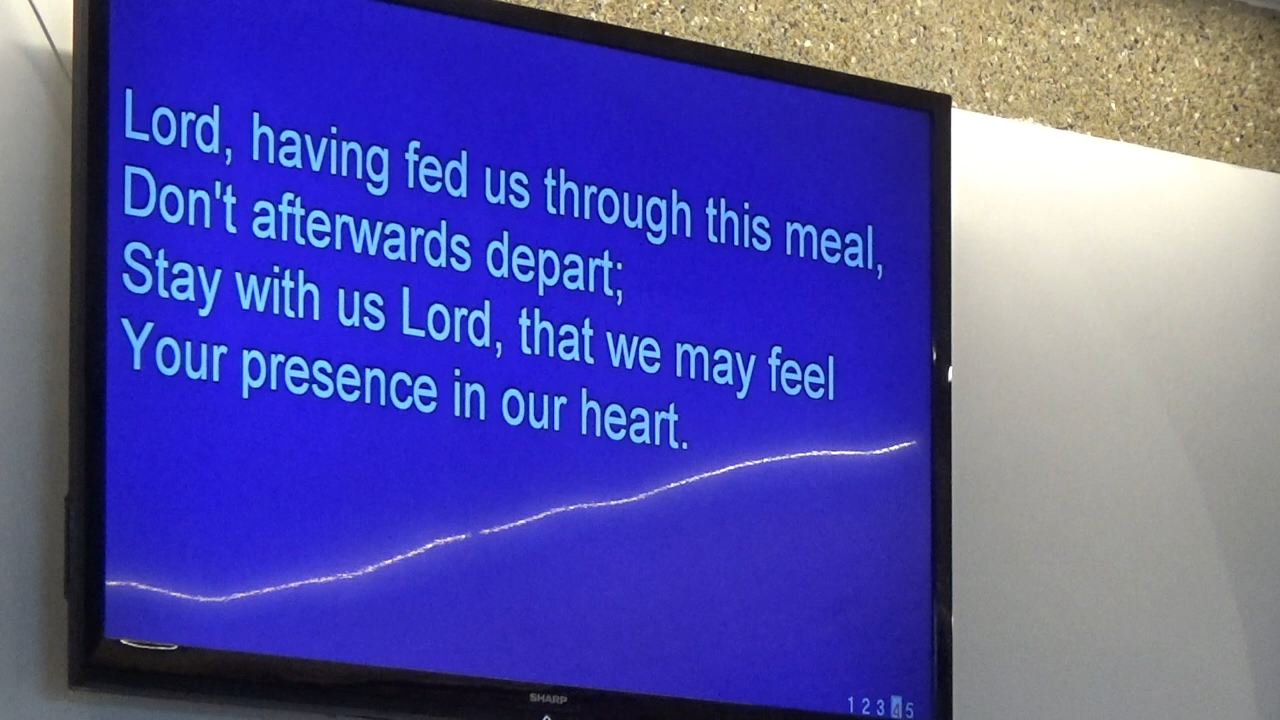 Lord, having fed us through this meal,
Don't afterwards depart;
Stay with us Lord, that we may feel
Your presence in our heart.
1 2 3 4 5
SHARP